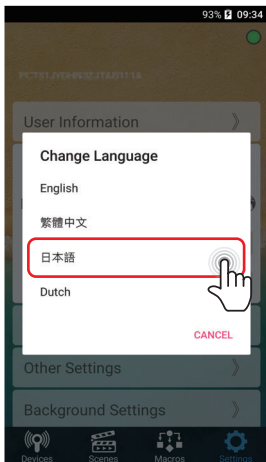 93% 09:34
User Information
Change Language
English
繁體中文
日本語
Dutch
CANCEL
Other Settings
Background Settings
Devices Scenes Macros Settings